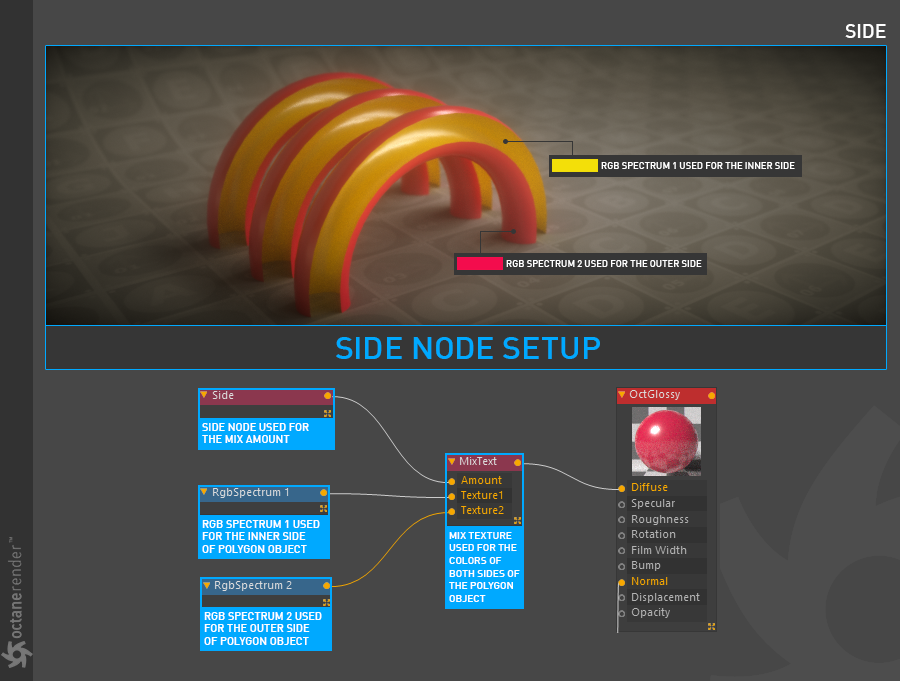 SIDE
RGB SPECTRUM 1 USED FOR THE INNER SIDE
RGB SPECTRUM 2 USED FOR THE OUTER SIDE
SIDE NODE SETUP
Side
SIDE NODE USED FOR
THE MIX AMOUNT
RgbSpectrum 1
RGB SPECTRUM 1 USED
FOR THE INNER SIDE
OF POLYGON OBJECT
RgbSpectrum 2
RGB SPECTRUM 2 USED
FOR THE OUTER SIDE
OF POLYGON OBJECT
MixText
Amount
Texture1
Texture2
MIX TEXTURE
USED FOR THE
COLORS OF
BOTH SIDES OF
THE POLYGON
OBJECT
OctGlossy
Diffuse
Specular
Roughness
Rotation
Film Width
Bump
Normal
Displacement
Opacity
octanerender™